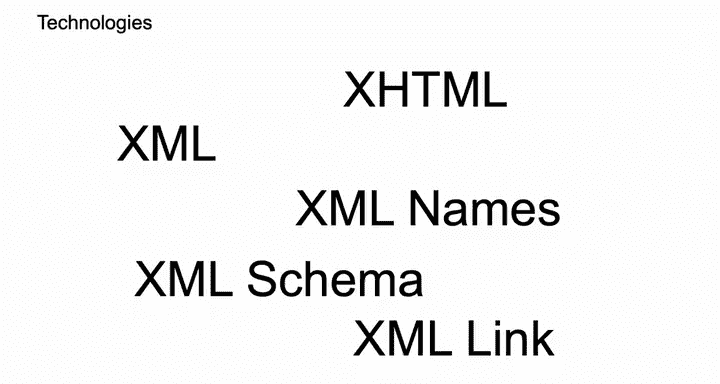 Technologies
XHTML
XML
XML Names
XML Schema
XML Link